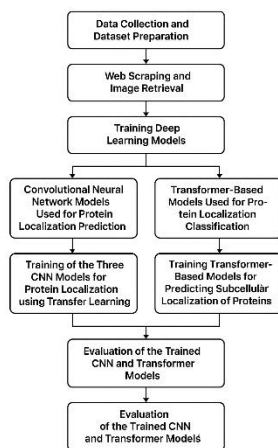 Data Collection and
Dataset Preparation
Web Scraping and
Image Retrieval
Training Deep
Learning Models
Convolutional Neural
Network Models
Used for Protein
Localization Prediction
Transformer-Based
Models Used for Pro-
tein Localization
Classification
Training of the Three
CNN Models for
Protein Localization
using Transfer Learning
Training Transformer-
Based Models for
Predicting Subcellular
Localization of Proteins
Evaluation of the Trained
CNN and Transformer
Models
Evaluation
of the Trained CNN
and Transformer Models